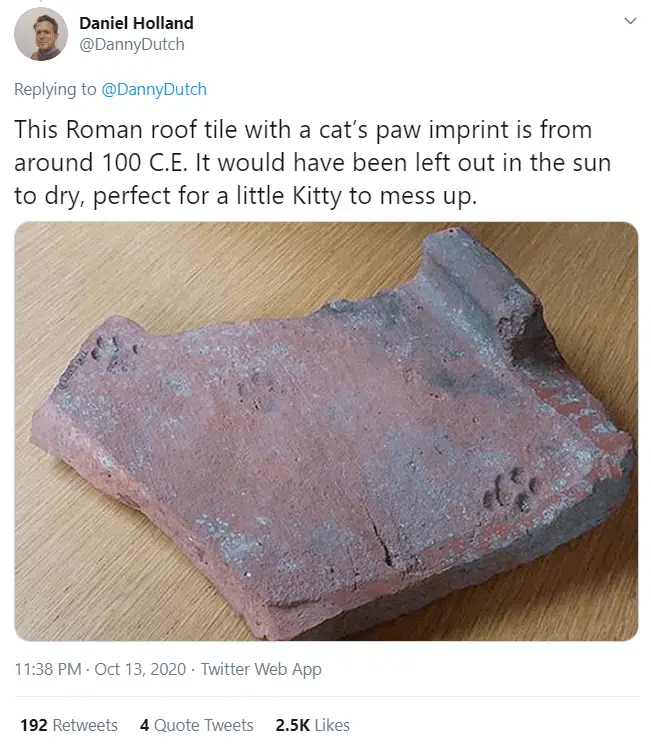 Daniel Holland
@DannyDutch
Replying to @DannyDutch
This Roman roof tile with a cat’s paw imprint is from
around 100 C.E. It would have been left out in the sun
to dry, perfect for a little Kitty to mess up.
11:38 PM · Oct 13, 2020 · Twitter Web App
192 Retweets 4 Quote Tweets 2.5K Likes